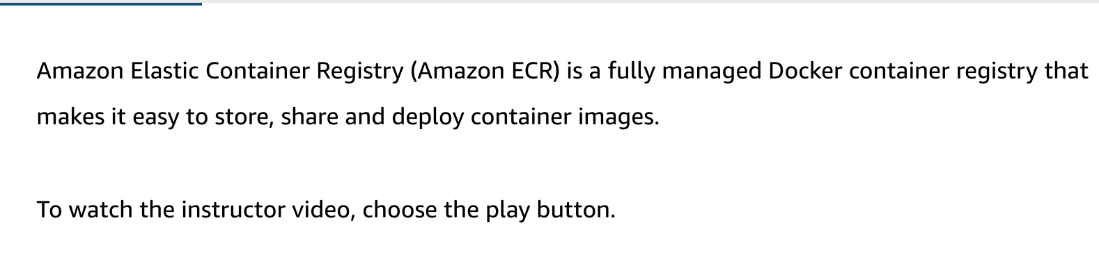 Amazon Elastic Container Registry (Amazon ECR) is a fully managed Docker container registry that
makes it easy to store, share and deploy container images.
To watch the instructor video, choose the play button.